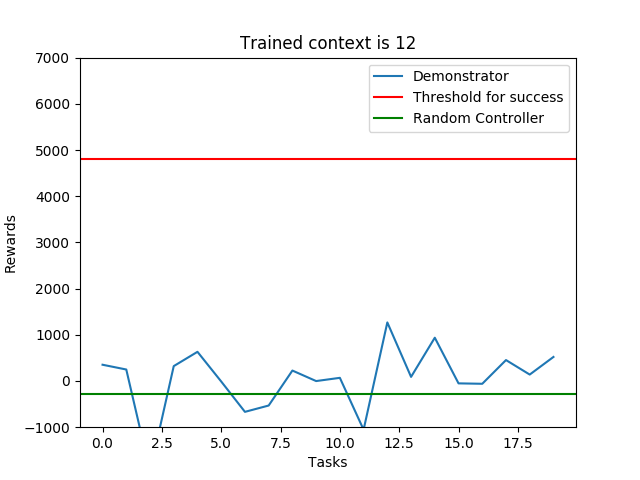 Trained context is 12
7000
6000
5000
4000
3000
2000
1000
0
−1000
Rewards
Demonstrator
Threshold for success
Random Controller
0.0 2.5 5.0 7.5 10.0 12.5 15.0 17.5
Tasks